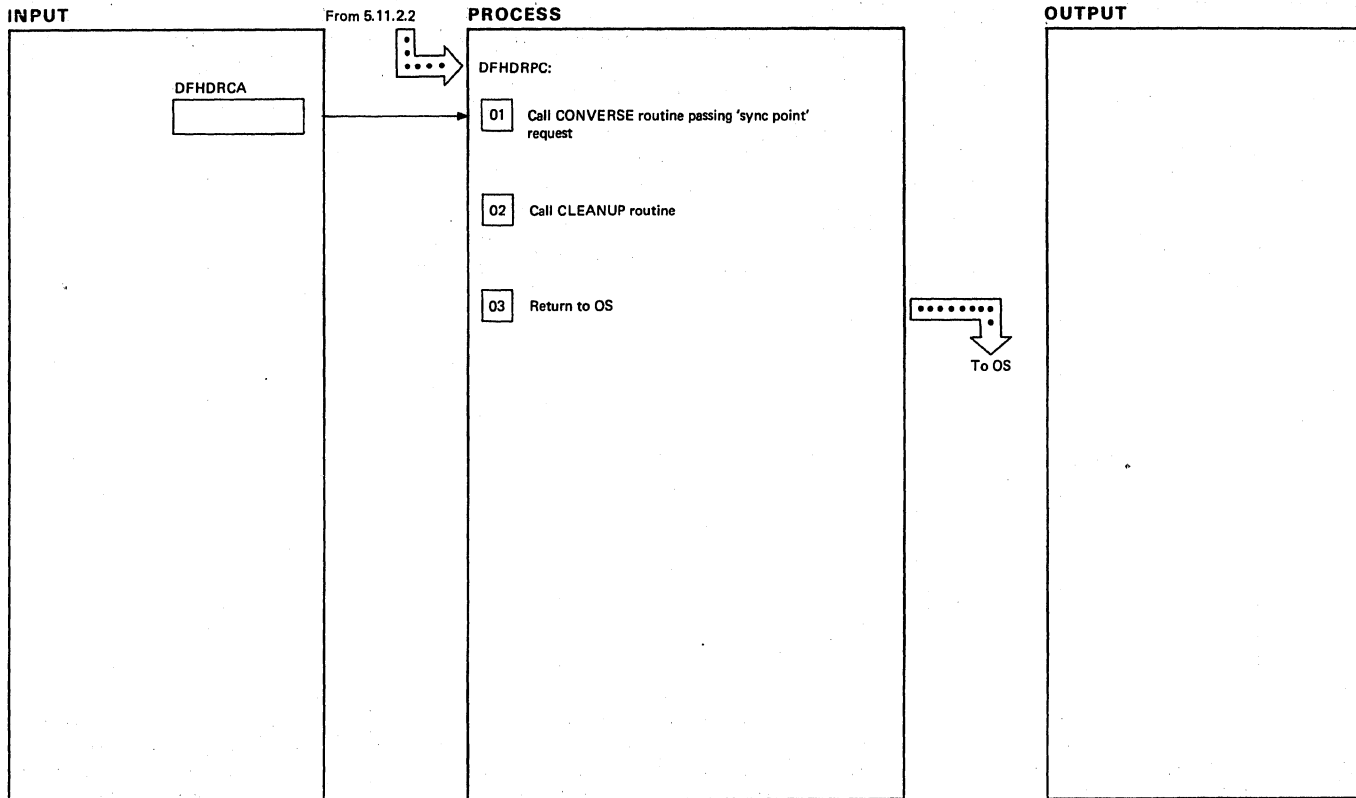 INPUT
From 5.11.2.2
PROCESS
OUTPUT
DFHDRCA
DFHDRPC:
01 Call CONVERSE routine passing 'sync point'
request
02 Call CLEANUP routine
03 Return to OS
To OS